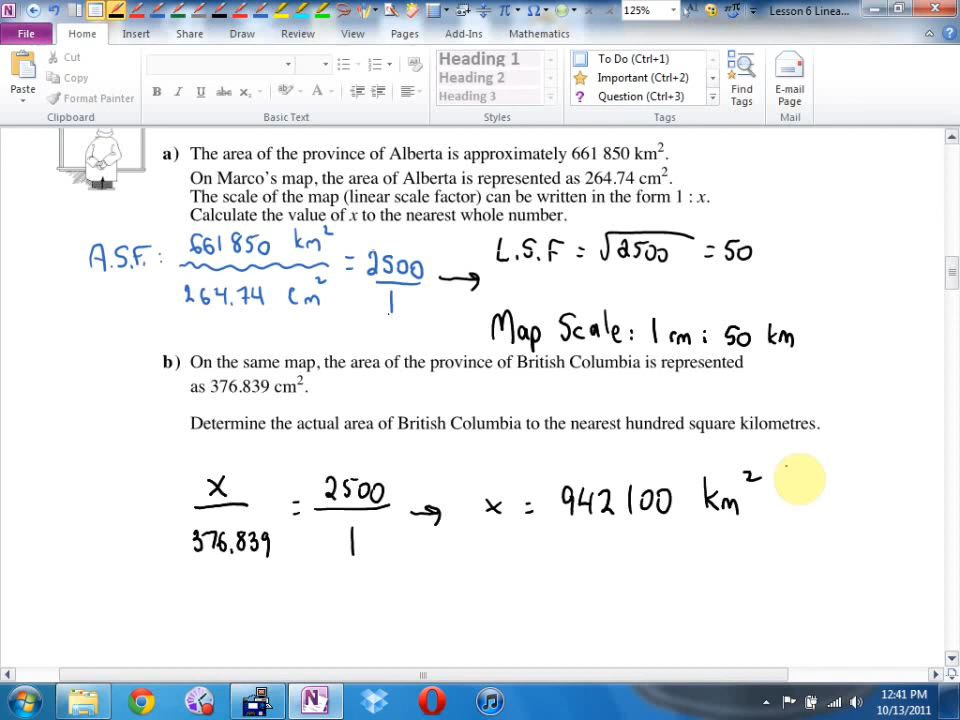 125%
Lesson 6 Linea...
File Home Insert Share Draw Review View Pages Add-Ins Mathematics
Paste
Cut
Copy
Format Painter
Clipboard
B I U abc x₂ A
Basic Text
Heading 1
Heading 2
Heading 3
Styles
To Do (Ctrl+1)
Important (Ctrl+2)
Question (Ctrl+3)
Tags
Find Tags
E-mail Page
Mail
a) The area of the province of Alberta is approximately 661 850 km².
On Marco's map, the area of Alberta is represented as 264.74 cm².
The scale of the map (linear scale factor) can be written in the form 1 : x.
Calculate the value of x to the nearest whole number.
A.S.F.: 661 850 km² / 264.74 cm² = 2500 / 1 → L.S.F = √2500 = 50
Map Scale: 1 cm : 50 km
b) On the same map, the area of the province of British Columbia is represented
as 376.839 cm².
Determine the actual area of British Columbia to the nearest hundred square kilometres.
x / 376.839 = 2500 / 1 → x = 942 100 km²
12:41 PM
10/13/2011